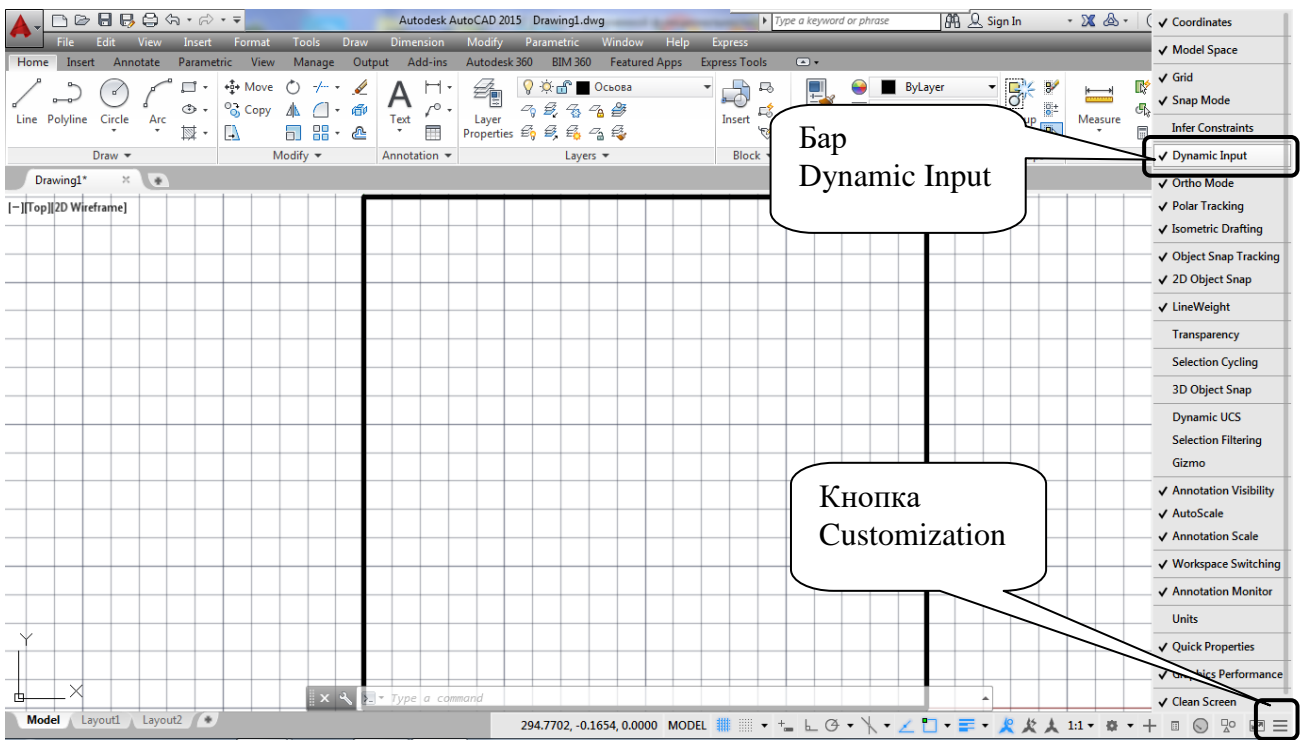 Autodesk AutoCAD 2015 Drawing1.dwg
Type a keyword or phrase
Sign In
File Edit View Insert Format Tools Draw Dimension Modify Parametric Window Help Express
Home Insert Annotate Parametric View Manage Output Add-ins Autodesk 360 BIM 360 Featured Apps Express Tools
Line Polyline Circle Arc
Move
Copy
Text
Layer
Properties
Осьова
Insert
ByLayer
Measure
Draw
Modify
Annotation
Layers
Block
Drawing1*
[−][Top][2D Wireframe]
Бар
Dynamic Input
Кнопка
Customization
Coordinates
Model Space
Grid
Snap Mode
Infer Constraints
Dynamic Input
Ortho Mode
Polar Tracking
Isometric Drafting
Object Snap Tracking
2D Object Snap
LineWeight
Transparency
Selection Cycling
3D Object Snap
Dynamic UCS
Selection Filtering
Gizmo
Annotation Visibility
AutoScale
Annotation Scale
Workspace Switching
Annotation Monitor
Units
Quick Properties
Performance
Clean Screen
Y
X
Type a command
Model Layout1 Layout2
294.7702, -0.1654, 0.0000 MODEL
1:1